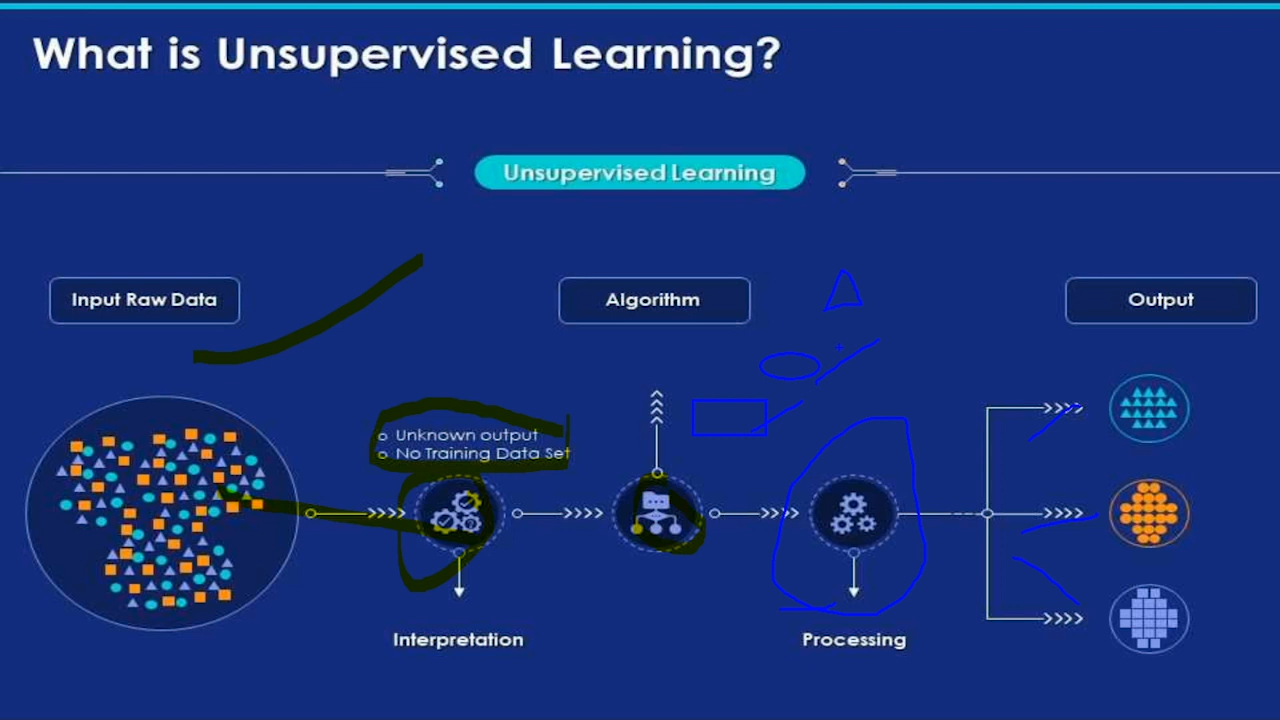 What is Unsupervised Learning?
Unsupervised Learning
Input Raw Data
Algorithm
Output
Unknown output
No Training Data Set
Interpretation
Processing